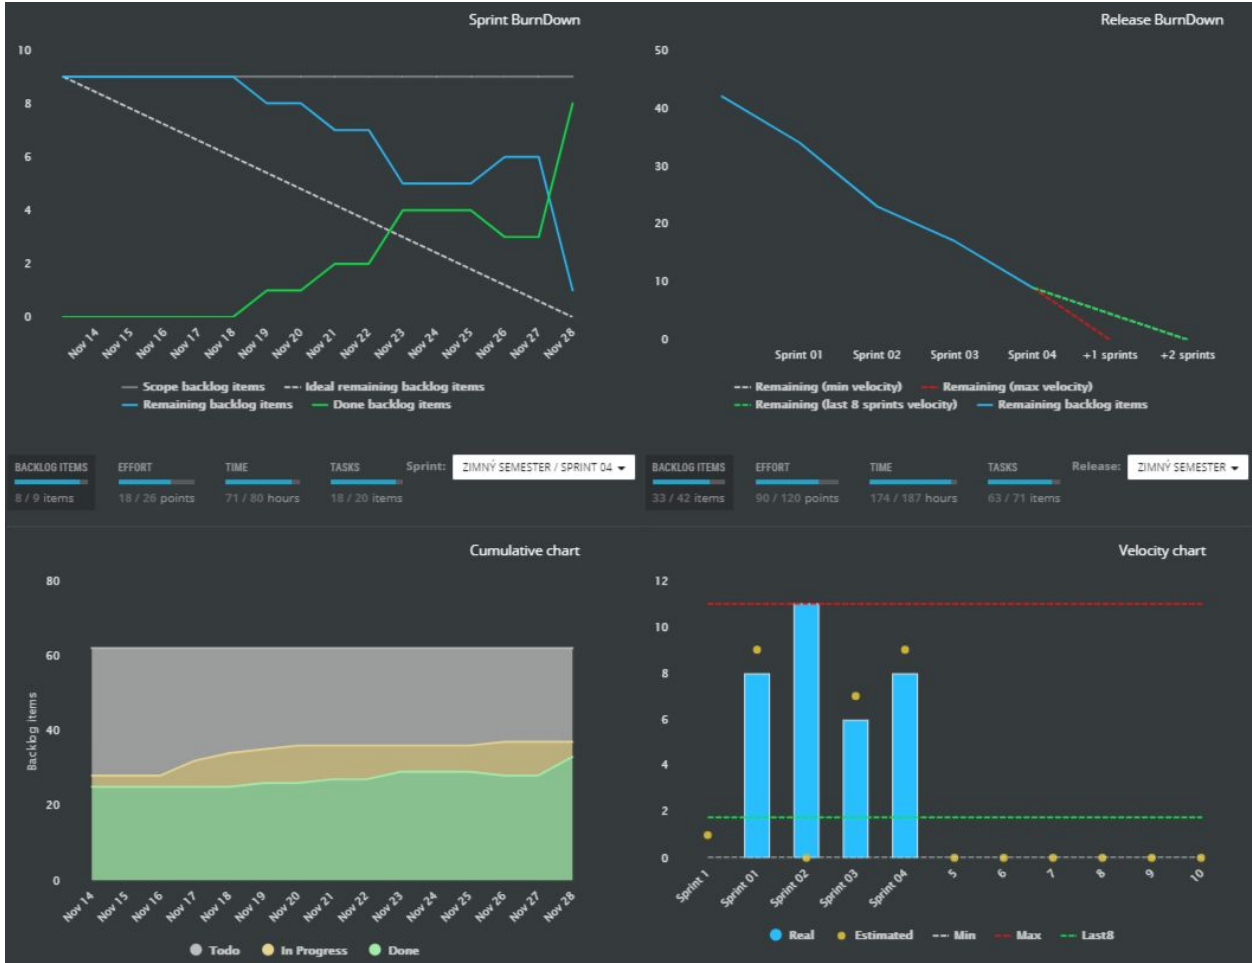 Sprint BurnDown
10
8
6
4
2
0
Nov 14 Nov 15 Nov 16 Nov 17 Nov 18 Nov 19 Nov 20 Nov 21 Nov 22 Nov 23 Nov 24 Nov 25 Nov 26 Nov 27 Nov 28
Scope backlog items Ideal remaining backlog items
Remaining backlog items Done backlog items
Release BurnDown
50
40
30
20
10
0
Sprint 01 Sprint 02 Sprint 03 Sprint 04 +1 sprints +2 sprints
Remaining (min velocity) Remaining (max velocity)
Remaining (last 8 sprints velocity) Remaining backlog items
BACKLOG ITEMS EFFORT TIME TASKS Sprint: ZIMNÝ SEMESTER / SPRINT 04
8 / 9 items 18 / 26 points 71 / 80 hours 18 / 20 items
BACKLOG ITEMS EFFORT TIME TASKS Release: ZIMNÝ SEMESTER
33 / 42 items 90 / 120 points 174 / 187 hours 63 / 71 items
Cumulative chart
Backlog items
80
60
40
20
0
Nov 14 Nov 15 Nov 16 Nov 17 Nov 18 Nov 19 Nov 20 Nov 21 Nov 22 Nov 23 Nov 24 Nov 25 Nov 26 Nov 27 Nov 28
Todo In Progress Done
Velocity chart
12
10
8
6
4
2
0
Sprint 1 Sprint 01 Sprint 02 Sprint 03 Sprint 04 5 6 7 8 9 10
Real Estimated Min Max Last8